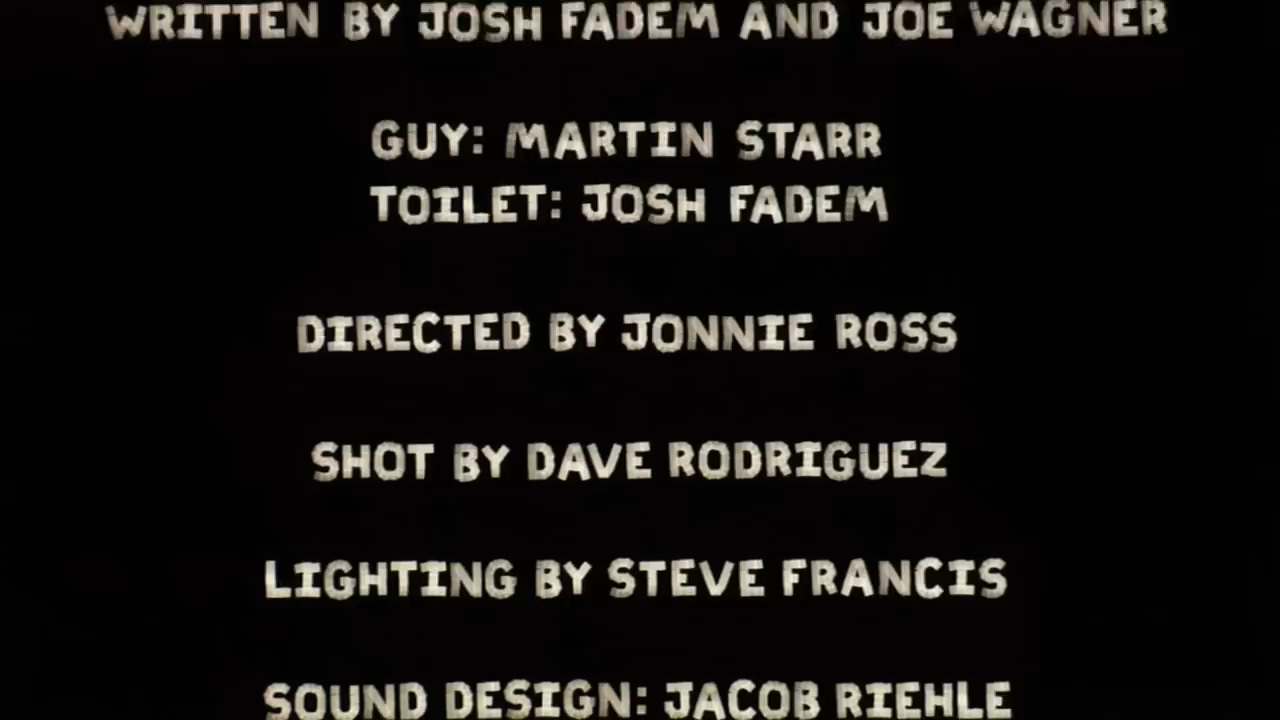 WRITTEN BY JOSH FADEM AND JOE WAGNER
GUY: MARTIN STARR
TOILET: JOSH FADEM
DIRECTED BY JONNIE ROSS
SHOT BY DAVE RODRIGUEZ
LIGHTING BY STEVE FRANCIS
SOUND DESIGN: JACOB RIEHLE